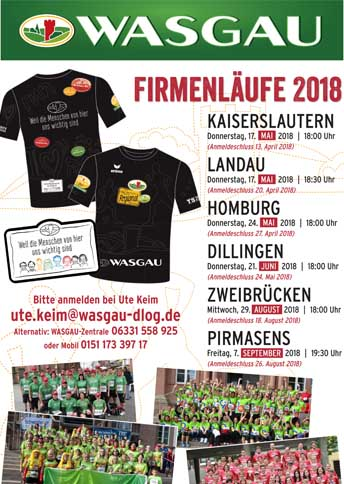 WASGAU
FIRMENLÄUFE 2018
KAISERSLAUTERN
Donnerstag, 17. MAI 2018 | 18:00 Uhr
(Anmeldeschluss 13. April 2018)
LANDAU
Donnerstag, 17. MAI 2018 | 18:30 Uhr
(Anmeldeschluss 20. April 2018)
HOMBURG
Donnerstag, 24. MAI 2018 | 18:00 Uhr
(Anmeldeschluss 27. April 2018)
DILLINGEN
Donnerstag, 21. JUNI 2018 | 18:00 Uhr
(Anmeldeschluss 24. Mai 2018)
ZWEIBRÜCKEN
Mittwoch, 29. AUGUST 2018 | 18:00 Uhr
(Anmeldeschluss 18. August 2018)
PIRMASENS
Freitag, 7. SEPTEMBER 2018 | 19:30 Uhr
(Anmeldeschluss 26. August 2018)
Weil die Menschen von hier
uns wichtig sind
erima
Regional
WASGAU
Weil die Menschen von hier
uns wichtig sind
Bitte anmelden bei Ute Keim
ute.keim@wasgau-dlog.de
Alternativ: WASGAU-Zentrale 06331 558 925
oder Mobil 0151 173 397 17